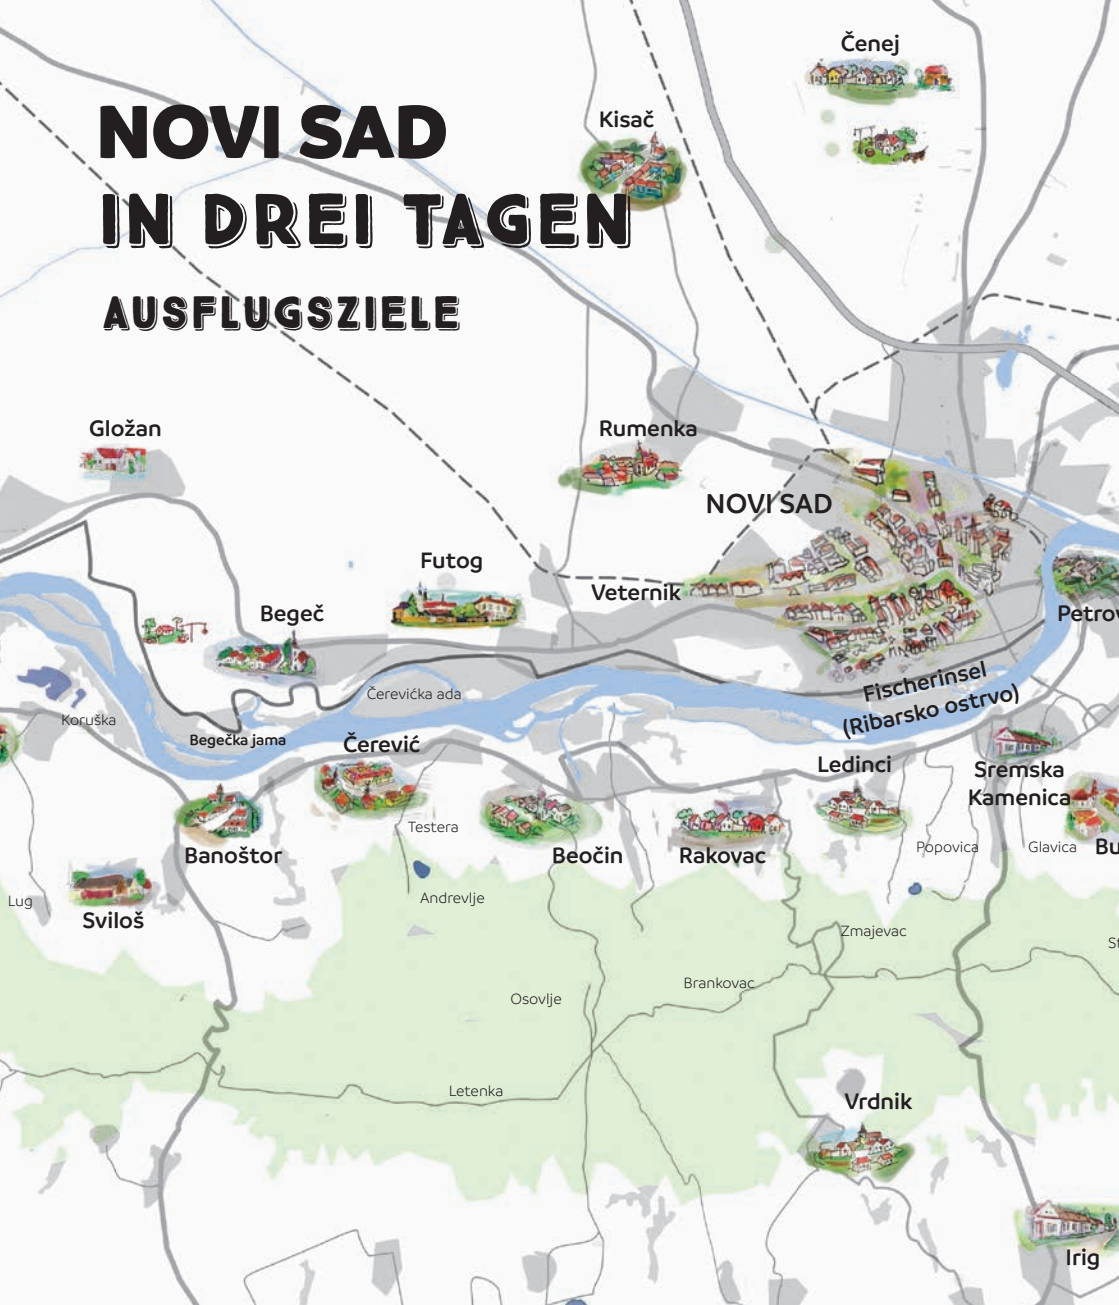 Čenej
Kisač
NOVI SAD
IN DREI TAGEN
AUSFLUGSZIELE
Gložan
Rumenka
NOVI SAD
Futog
Veternik
Begeč
Petrov
Fischerinsel
(Ribarsko ostrvo)
Čerevićka ada
Koruška
Begečka jama
Čerević
Ledinci
Sremska
Kamenica
Testera
Banoštor
Beočin
Rakovac
Popovica
Glavica
Bu
Andrevlje
Lug
Sviloš
Zmajevac
St
Brankovac
Osovlje
Letenka
Vrdnik
Irig